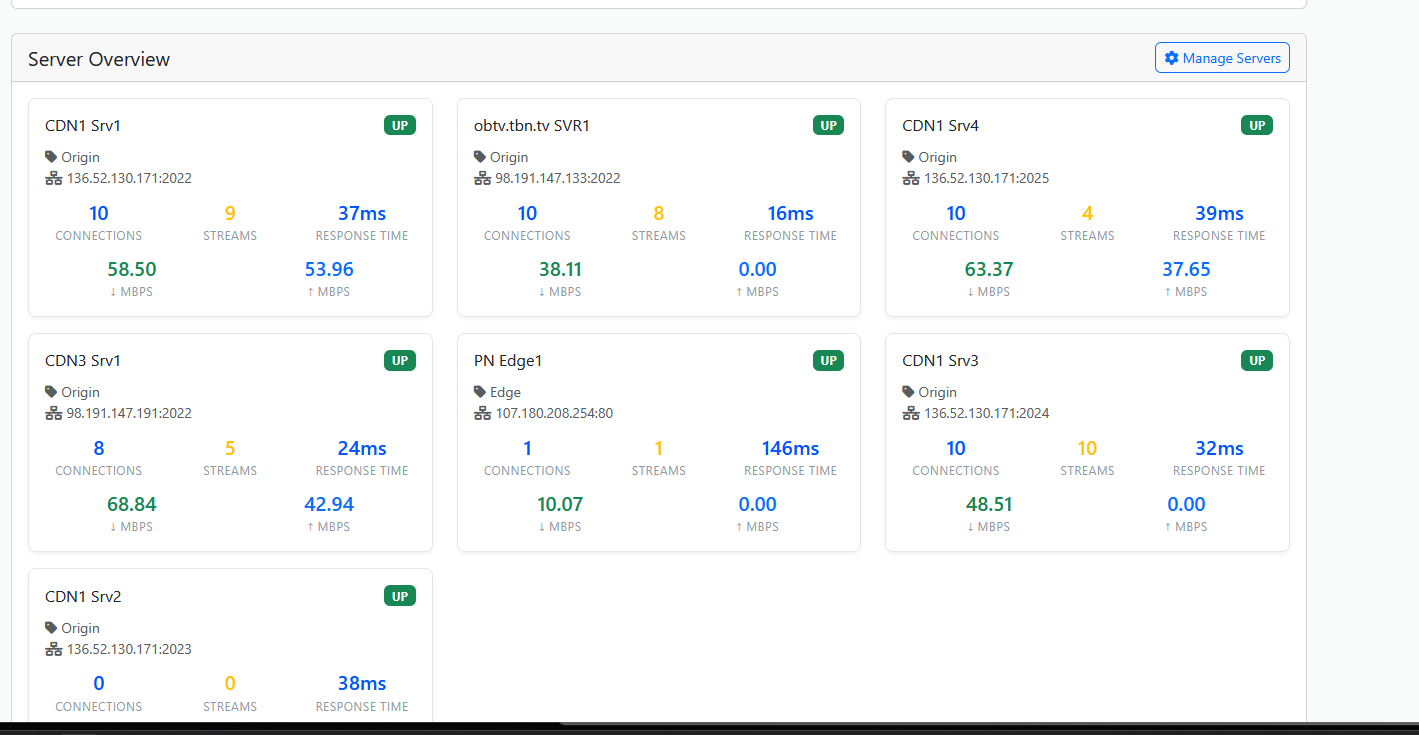 Server Overview
Manage Servers
CDN1 Srv1
UP
Origin
136.52.130.171:2022
10
9
37ms
CONNECTIONS
STREAMS
RESPONSE TIME
58.50
53.96
↓ MBPS
↑ MBPS
obtv.tbn.tv SVR1
UP
Origin
98.191.147.133:2022
10
8
16ms
CONNECTIONS
STREAMS
RESPONSE TIME
38.11
0.00
↓ MBPS
↑ MBPS
CDN1 Srv4
UP
Origin
136.52.130.171:2025
10
4
39ms
CONNECTIONS
STREAMS
RESPONSE TIME
63.37
37.65
↓ MBPS
↑ MBPS
CDN3 Srv1
UP
Origin
98.191.147.191:2022
8
5
24ms
CONNECTIONS
STREAMS
RESPONSE TIME
68.84
42.94
↓ MBPS
↑ MBPS
PN Edge1
UP
Edge
107.180.208.254:80
1
1
146ms
CONNECTIONS
STREAMS
RESPONSE TIME
10.07
0.00
↓ MBPS
↑ MBPS
CDN1 Srv3
UP
Origin
136.52.130.171:2024
10
10
32ms
CONNECTIONS
STREAMS
RESPONSE TIME
48.51
0.00
↓ MBPS
↑ MBPS
CDN1 Srv2
UP
Origin
136.52.130.171:2023
0
0
38ms
CONNECTIONS
STREAMS
RESPONSE TIME